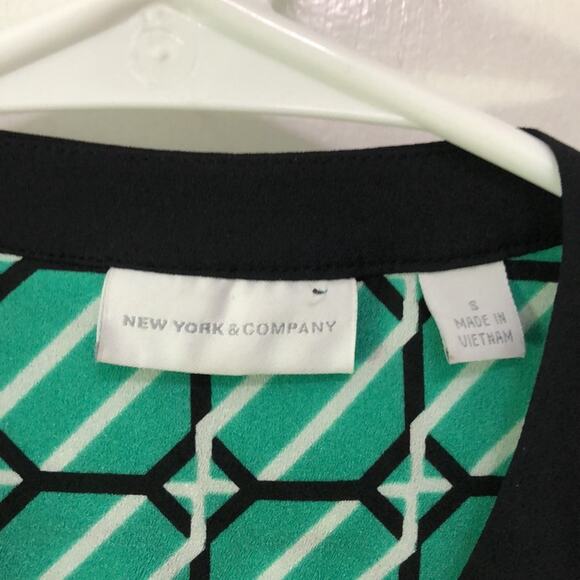 NEW YORK & COMPANY
S
MADE IN
VIETNAM